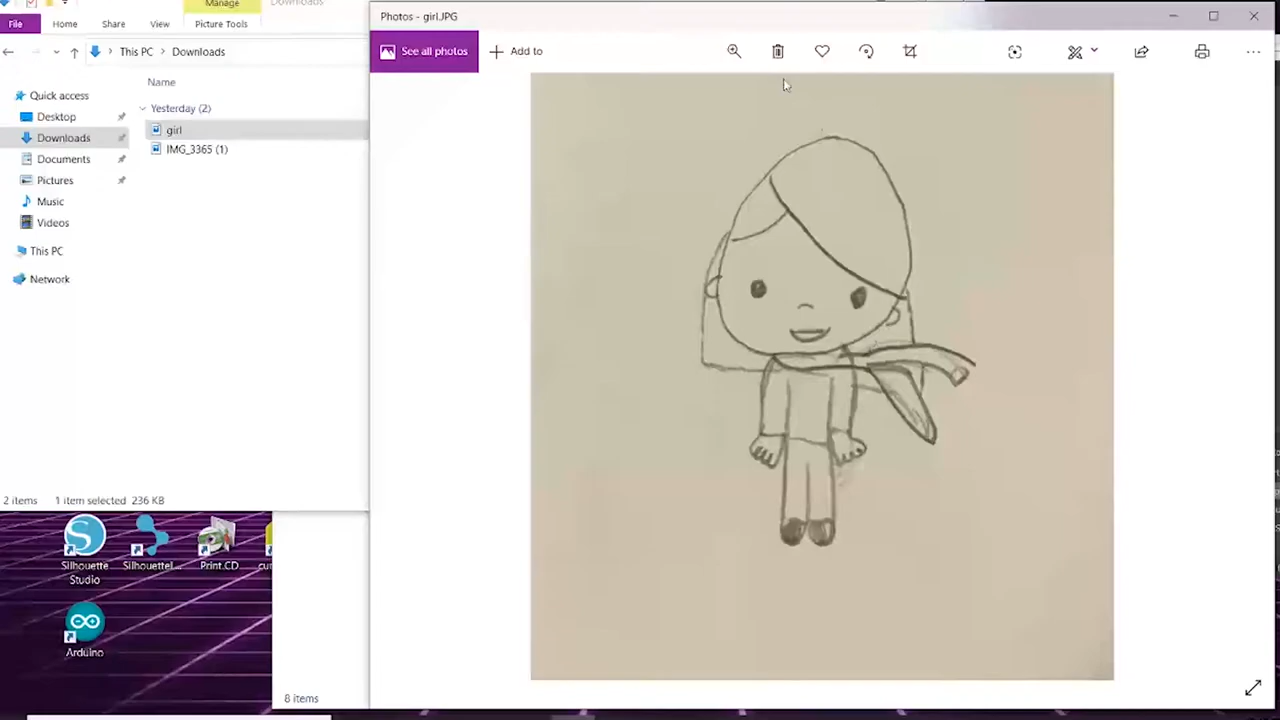 Manage
Downloads
File
Home
Share
View
Picture Tools
This PC
Downloads
Quick access
Desktop
Downloads
Documents
Pictures
Music
Videos
This PC
Network
Name
Yesterday (2)
girl
IMG_3365 (1)
2 items
1 item selected 236 KB
Photos - girl.JPG
See all photos
Add to
Silhouette
Studio
Silhouettel...
Print.CD
Arduino
8 items